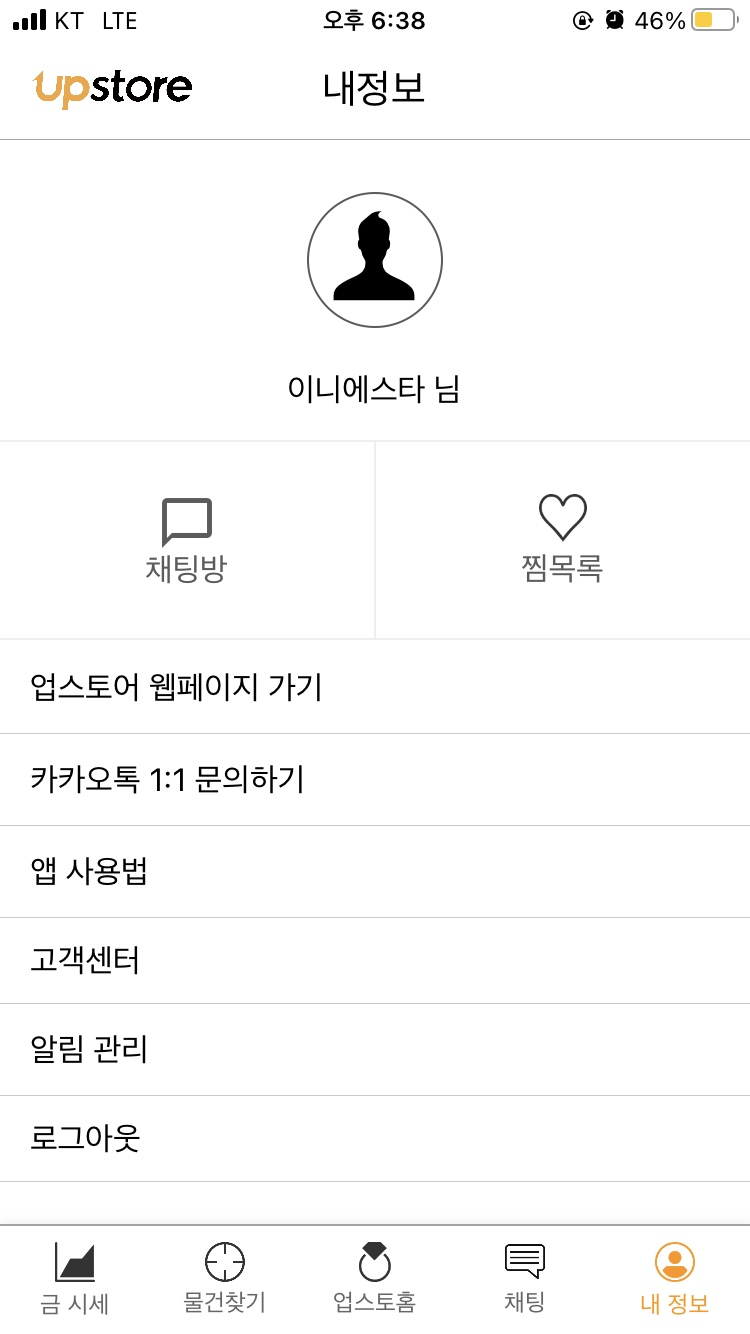 KT LTE 오후 6:38 46%
upstore 내정보
이니에스타 님
채팅방 찜목록
업스토어 웹페이지 가기
카카오톡 1:1 문의하기
앱 사용법
고객센터
알림 관리
로그아웃
금 시세 물건찾기 업스토홈 채팅 내 정보